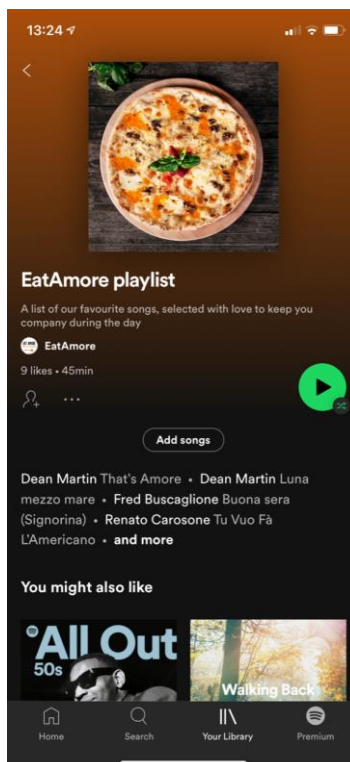 13:24
EatAmore playlist
A list of our favourite songs, selected with love to keep you
company during the day
EatAmore
9 likes • 45min
Add songs
Dean Martin That's Amore • Dean Martin Luna
mezzo mare • Fred Buscaglione Buona sera
(Signorina) • Renato Carosone Tu Vuo Fà
L'Americano • and more
You might also like
All Out
50s
Walking Back
Home
Search
Your Library
Premium